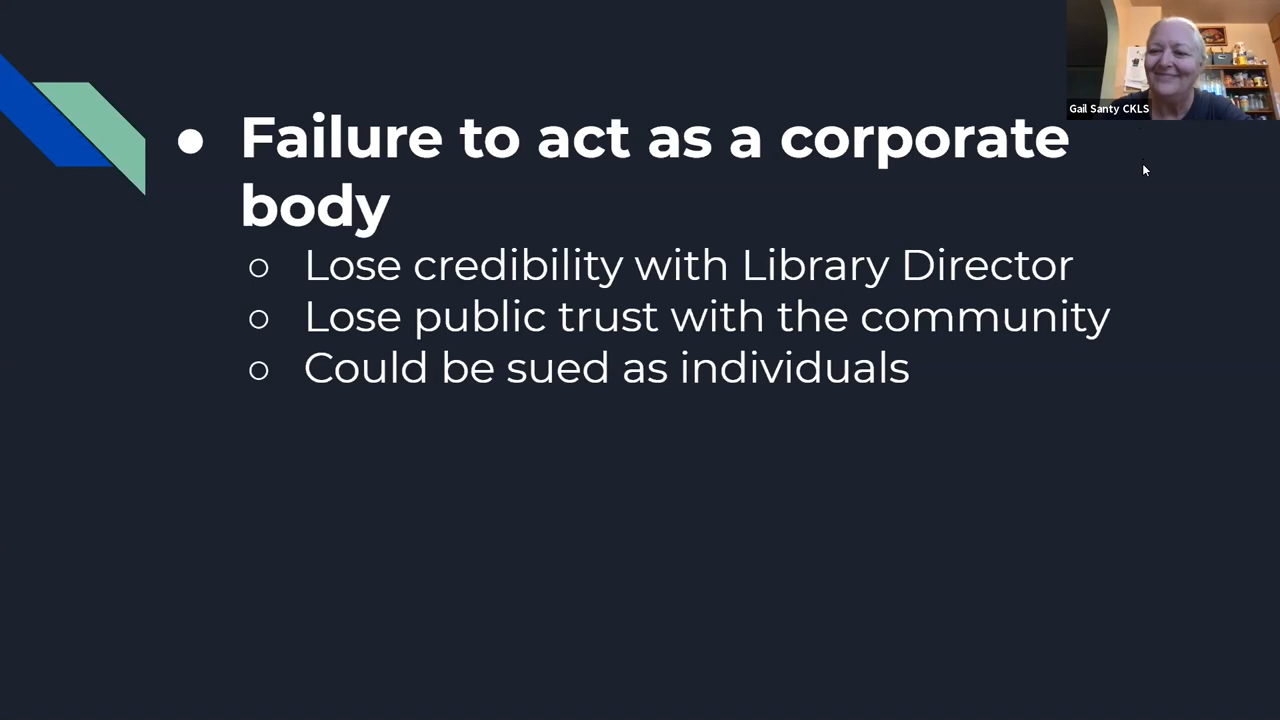 Gail Santy CKLS
● Failure to act as a corporate
body
○ Lose credibility with Library Director
○ Lose public trust with the community
○ Could be sued as individuals